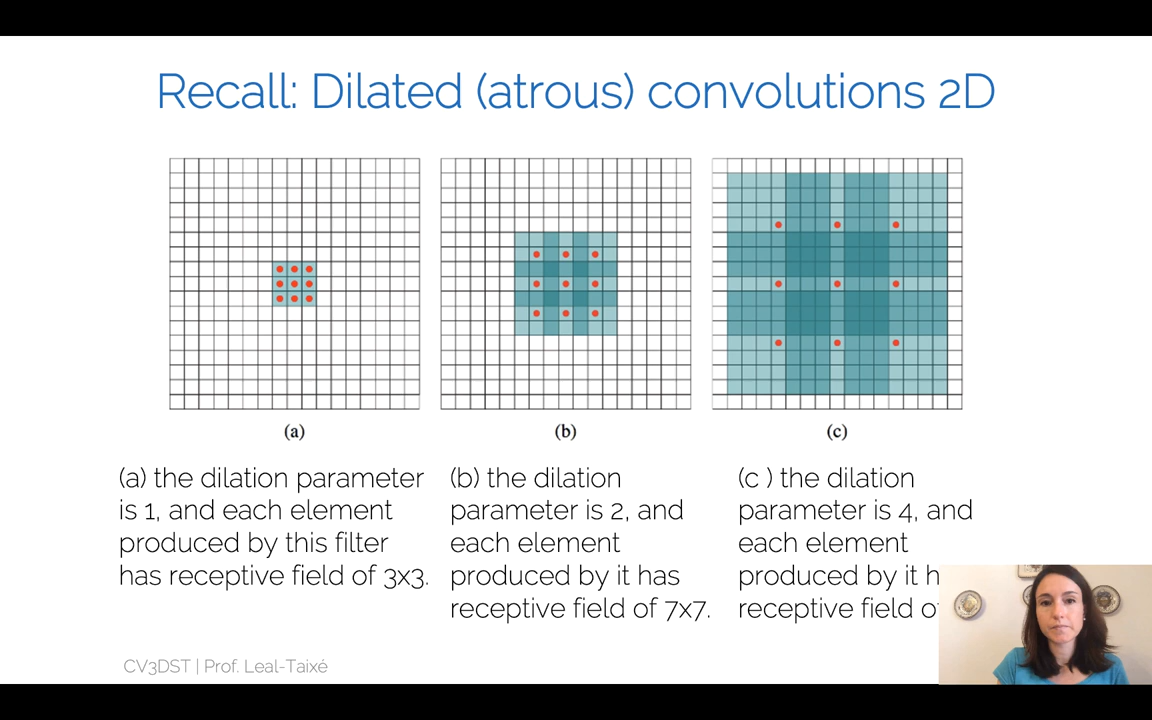 Recall: Dilated (atrous) convolutions 2D
(a)
(b)
(c)
(a) the dilation parameter
is 1, and each element
produced by this filter
has receptive field of 3x3.
(b) the dilation
parameter is 2, and
each element
produced by it has
receptive field of 7x7.
(c ) the dilation
parameter is 4, and
each element
produced by it
receptive field
CV3DST | Prof. Leal-Taixé